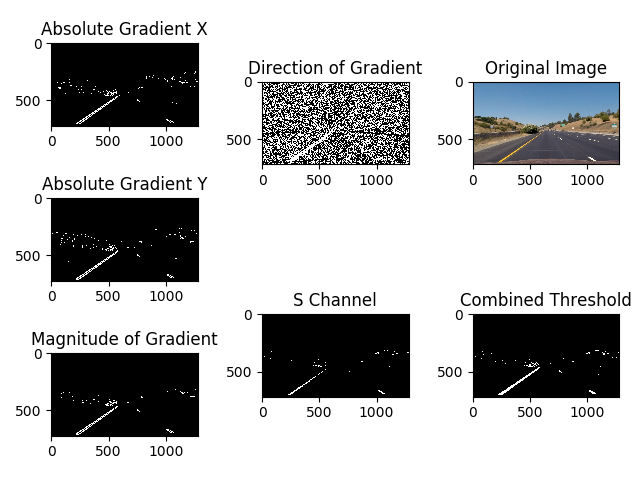 Absolute Gradient X
0
500
0 500 1000
Absolute Gradient Y
0
500
0 500 1000
Magnitude of Gradient
0
500
0 500 1000
Direction of Gradient
0
500
0 500 1000
S Channel
0
500
0 500 1000
Original Image
0
500
0 500 1000
Combined Threshold
0
500
0 500 1000